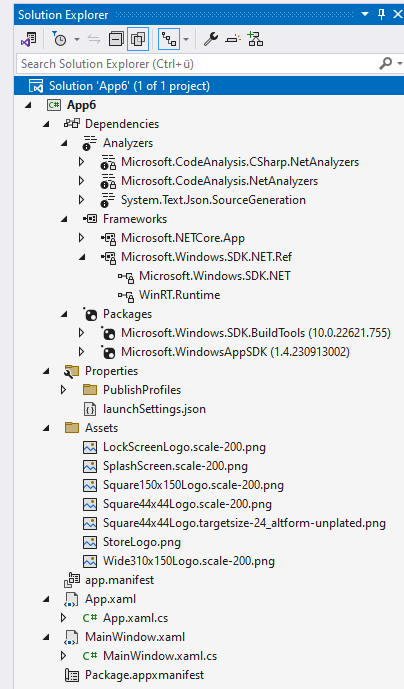 Solution Explorer
Search Solution Explorer (Ctrl+ü)
Solution 'App6' (1 of 1 project)
App6
Dependencies
Analyzers
Microsoft.CodeAnalysis.CSharp.NetAnalyzers
Microsoft.CodeAnalysis.NetAnalyzers
System.Text.Json.SourceGeneration
Frameworks
Microsoft.NETCore.App
Microsoft.Windows.SDK.NET.Ref
Microsoft.Windows.SDK.NET
WinRT.Runtime
Packages
Microsoft.Windows.SDK.BuildTools (10.0.22621.755)
Microsoft.WindowsAppSDK (1.4.230913002)
Properties
PublishProfiles
launchSettings.json
Assets
LockScreenLogo.scale-200.png
SplashScreen.scale-200.png
Square150x150Logo.scale-200.png
Square44x44Logo.scale-200.png
Square44x44Logo.targetsize-24_altform-unplated.png
StoreLogo.png
Wide310x150Logo.scale-200.png
app.manifest
App.xaml
C# App.xaml.cs
MainWindow.xaml
C# MainWindow.xaml.cs
Package.appxmanifest